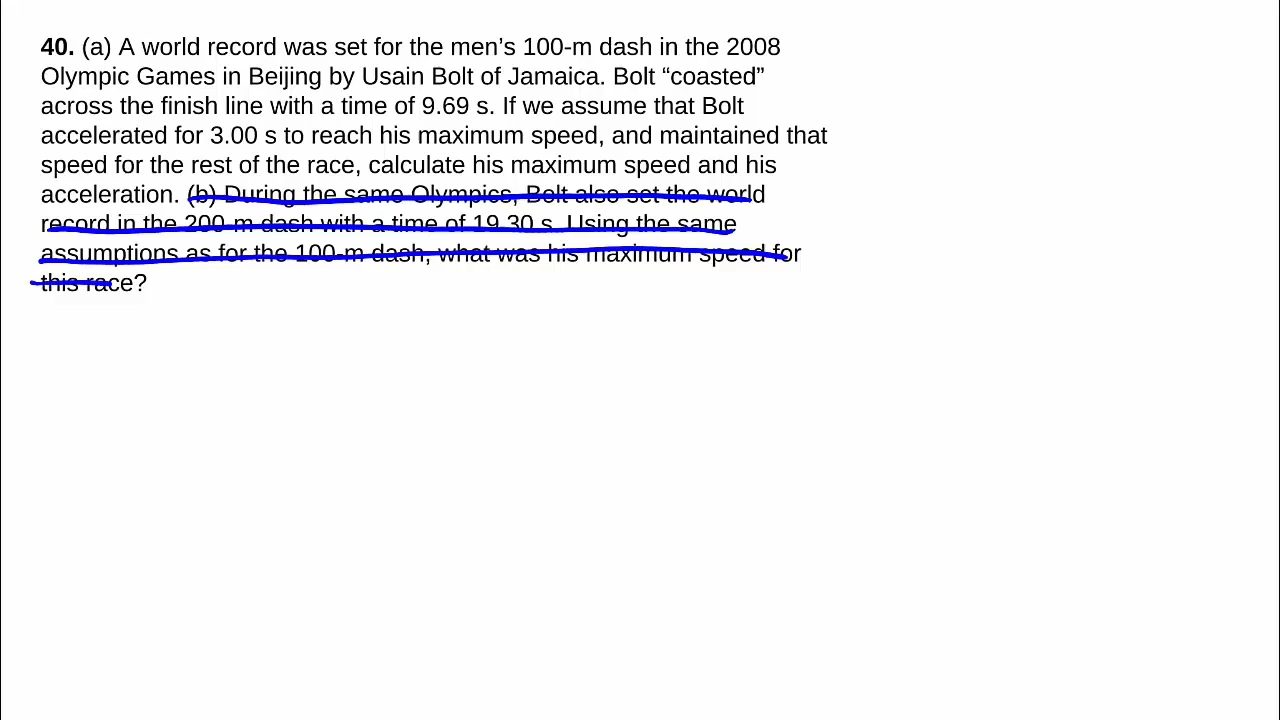 40. (a) A world record was set for the men’s 100-m dash in the 2008
Olympic Games in Beijing by Usain Bolt of Jamaica. Bolt “coasted”
across the finish line with a time of 9.69 s. If we assume that Bolt
accelerated for 3.00 s to reach his maximum speed, and maintained that
speed for the rest of the race, calculate his maximum speed and his
acceleration. (b) During the same Olympics, Bolt also set the world
record in the 200-m dash with a time of 19.30 s. Using the same
assumptions as for the 100-m dash, what was his maximum speed for
this race?